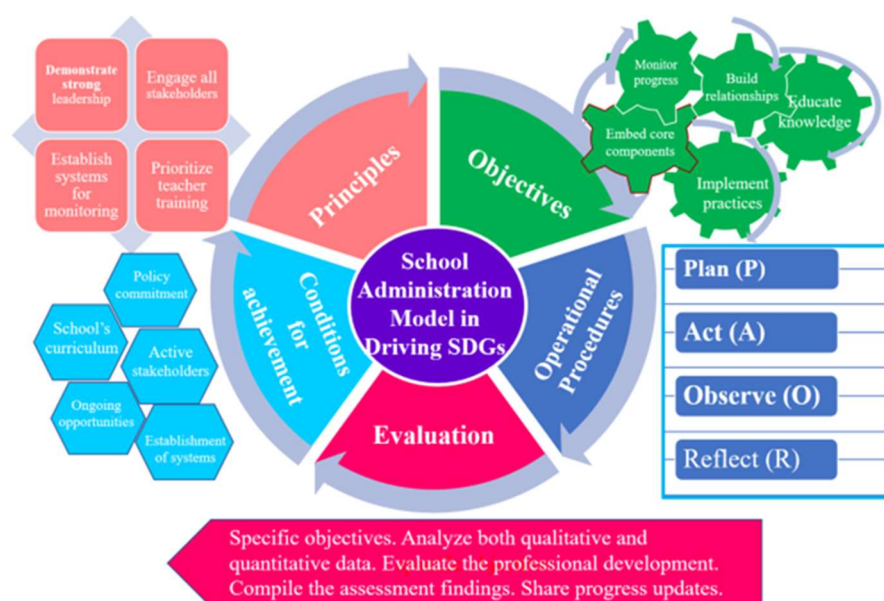 Demonstrate
strong
leadership
Engage all
stakeholders
Establish
systems
for
monitoring
Prioritize
teacher
training
Principles
Objectives
Monitor
progress
Build
relationships
Educate
knowledge
Embed core
components
Implement
practices
School
Administration
Model in
Driving SDGs
Conditions
for
achievement
Operational
Procedures
Evaluation
Policy
commitment
School's
curriculum
Active
stakeholders
Ongoing
opportunities
Establishment
of systems
Plan (P)
Act (A)
Observe (O)
Reflect (R)
Specific objectives. Analyze both qualitative and
quantitative data. Evaluate the professional development.
Compile the assessment findings. Share progress updates.